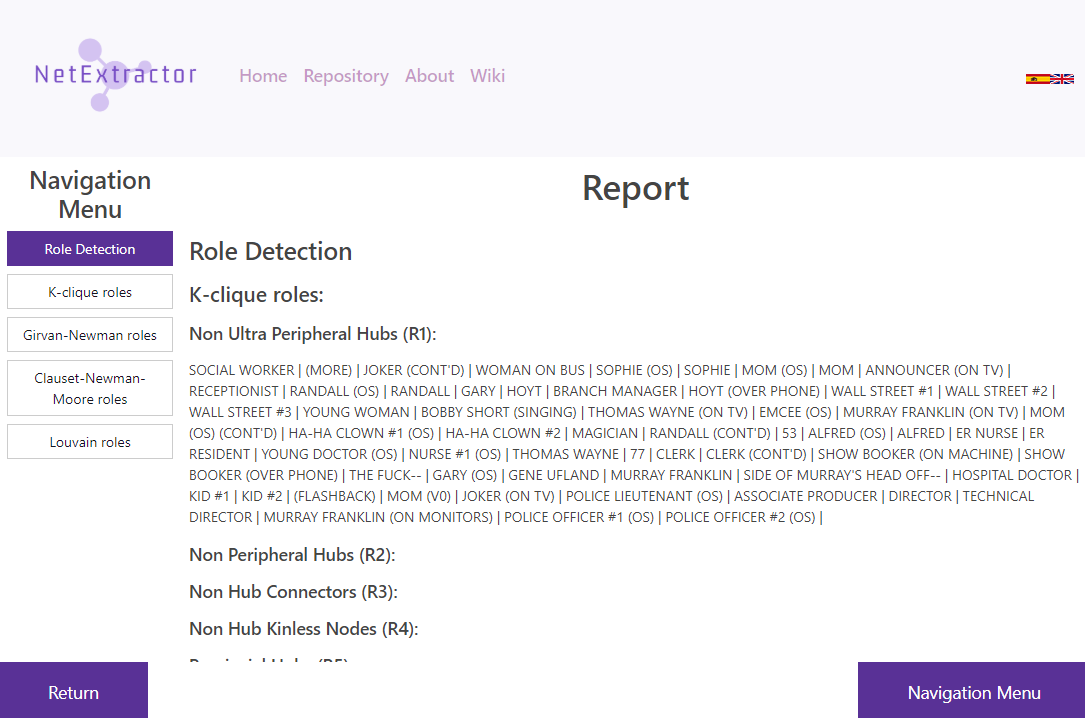 NetExtractor
Home Repository About Wiki
Navigation
Menu
Role Detection
K-clique roles
Girvan-Newman roles
Clauset-Newman-
Moore roles
Louvain roles
Report
Role Detection
K-clique roles:
Non Ultra Peripheral Hubs (R1):
SOCIAL WORKER | (MORE) | JOKER (CONT'D) | WOMAN ON BUS | SOPHIE (OS) | SOPHIE | MOM (OS) | MOM | ANNOUNCER (ON TV) |
RECEPTIONIST | RANDALL (OS) | RANDALL | GARY | HOYT | BRANCH MANAGER | HOYT (OVER PHONE) | WALL STREET #1 | WALL STREET #2 |
WALL STREET #3 | YOUNG WOMAN | BOBBY SHORT (SINGING) | THOMAS WAYNE (ON TV) | EMCEE (OS) | MURRAY FRANKLIN (ON TV) | MOM
(OS) (CONT'D) | HA-HA CLOWN #1 (OS) | HA-HA CLOWN #2 | MAGICIAN | RANDALL (CONT'D) | 53 | ALFRED (OS) | ALFRED | ER NURSE | ER
RESIDENT | YOUNG DOCTOR (OS) | NURSE #1 (OS) | THOMAS WAYNE | 77 | CLERK | CLERK (CONT'D) | SHOW BOOKER (ON MACHINE) | SHOW
BOOKER (OVER PHONE) | THE FUCK-- | GARY (OS) | GENE UFLAND | MURRAY FRANKLIN | SIDE OF MURRAY'S HEAD OFF-- | HOSPITAL DOCTOR |
KID #1 | KID #2 | (FLASHBACK) | MOM (V0) | JOKER (ON TV) | POLICE LIEUTENANT (OS) | ASSOCIATE PRODUCER | DIRECTOR | TECHNICAL
DIRECTOR | MURRAY FRANKLIN (ON MONITORS) | POLICE OFFICER #1 (OS) | POLICE OFFICER #2 (OS) |
Non Peripheral Hubs (R2):
Non Hub Connectors (R3):
Non Hub Kinless Nodes (R4):
Return
Navigation Menu